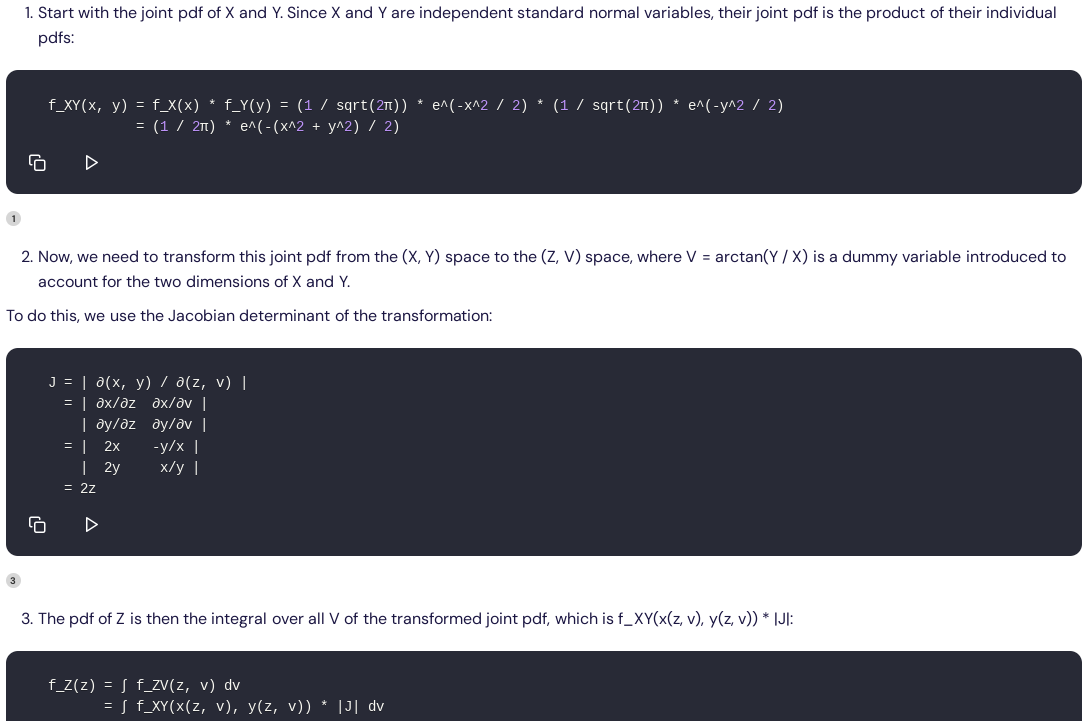 1. Start with the joint pdf of X and Y. Since X and Y are independent standard normal variables, their joint pdf is the product of their individual
pdfs:
f_XY(x, y) = f_X(x) * f_Y(y) = (1 / sqrt(2π)) * e^(-x^2 / 2) * (1 / sqrt(2π)) * e^(-y^2 / 2)
= (1 / 2π) * e^(-(x^2 + y^2) / 2)
1
2. Now, we need to transform this joint pdf from the (X, Y) space to the (Z, V) space, where V = arctan(Y / X) is a dummy variable introduced to
account for the two dimensions of X and Y.
To do this, we use the Jacobian determinant of the transformation:
J = | ∂(x, y) / ∂(z, v) |
= | ∂x/∂z ∂x/∂v |
| ∂y/∂z ∂y/∂v |
= | 2x -y/x |
| 2y x/y |
= 2z
3
3. The pdf of Z is then the integral over all V of the transformed joint pdf, which is f_XY(x(z, v), y(z, v)) * |J|:
f_Z(z) = ∫ f_ZV(z, v) dv
= ∫ f_XY(x(z, v), y(z, v)) * |J| dv